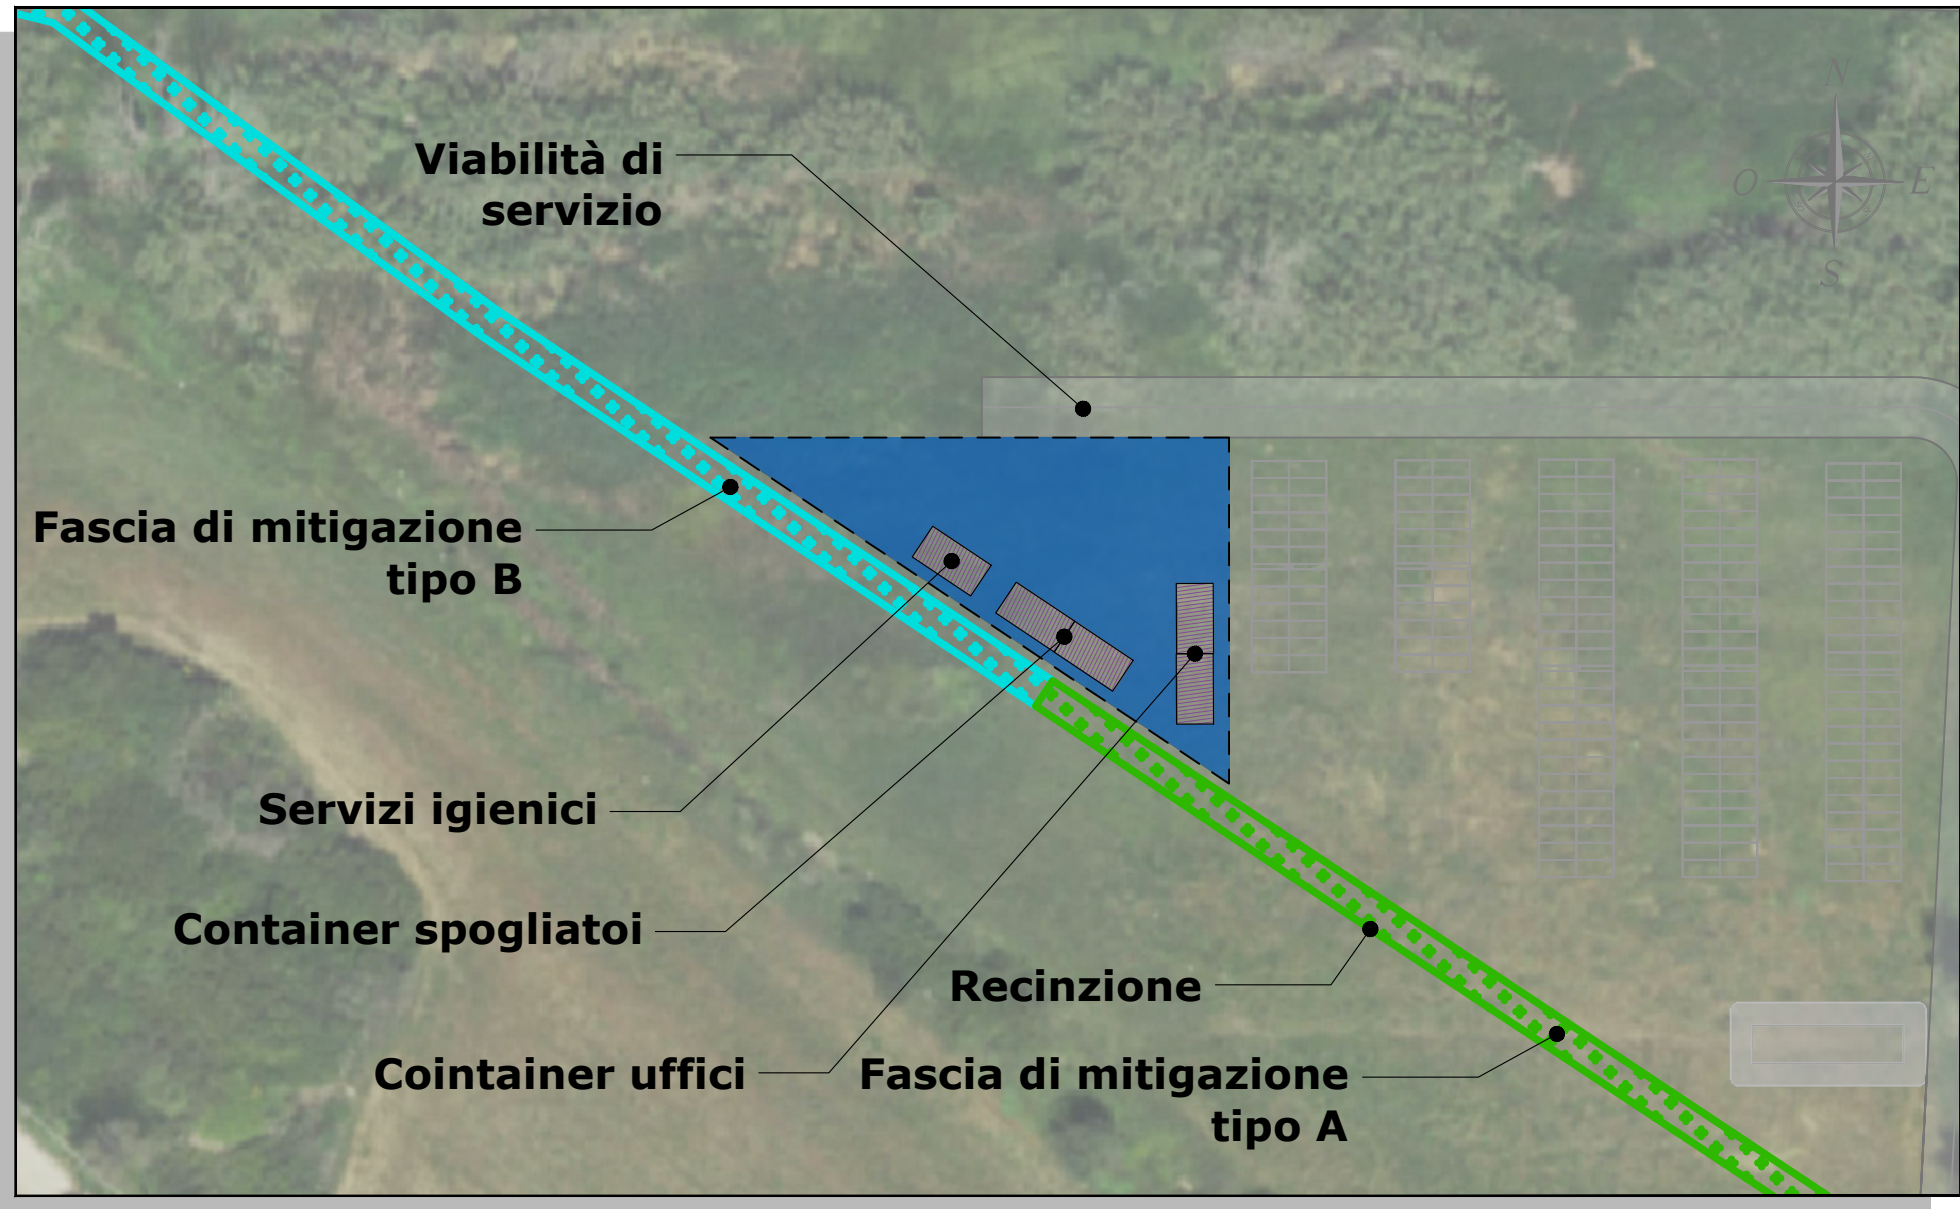 N
Viabilità di
servizio
O
E
S
Fascia di mitigazione
tipo B
Servizi igienici
Container spogliatoi
Recinzione
Cointainer uffici
Fascia di mitigazione
tipo A